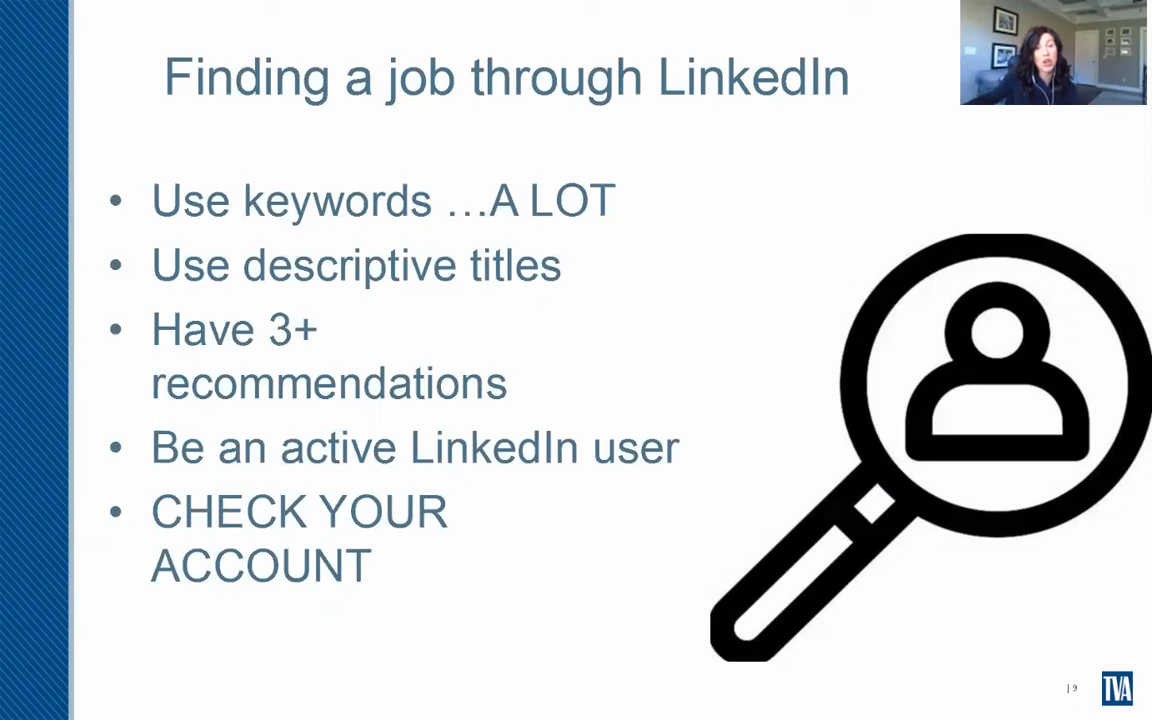 Finding a job through LinkedIn
• Use keywords …A LOT
• Use descriptive titles
• Have 3+
recommendations
• Be an active LinkedIn user
• CHECK YOUR
ACCOUNT
| 9
TVA